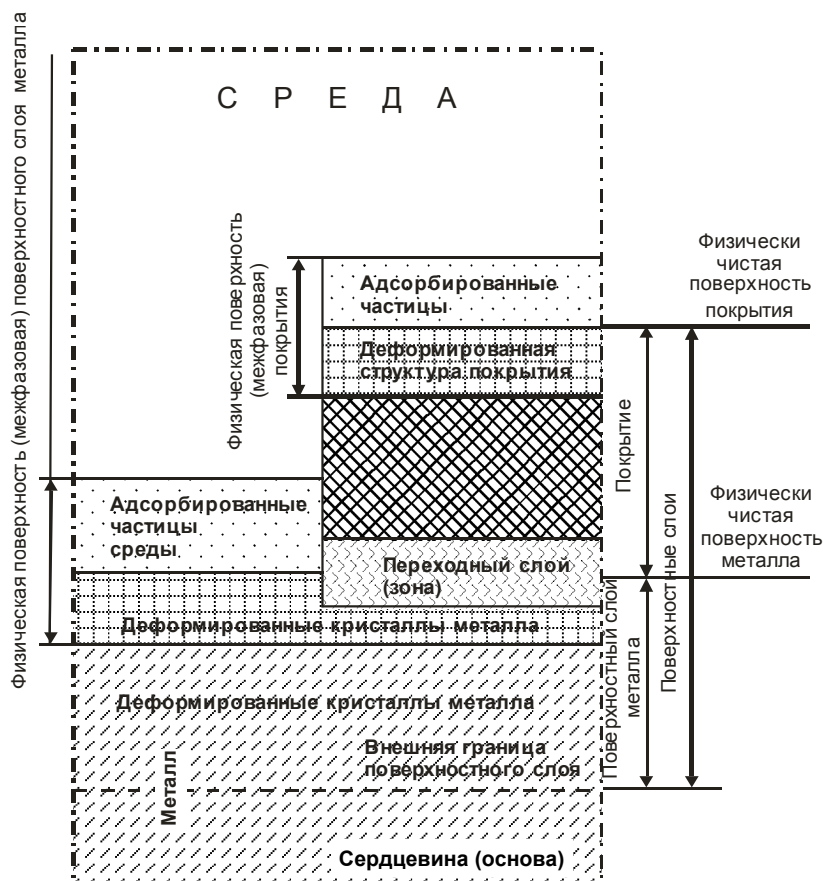 С Р Е Д А
Физическая поверхность (межфазовая) поверхностного слоя металла
Физическая поверхность
(межфазовая)
покрытия
Адсорбированные
частицы
Физически
чистая
поверхность
покрытия
Деформированная
структура покрытия
Покрытие
Поверхностные слои
Физически
чистая
поверхность
металла
Адсорбированные
частицы
среды
Переходный слой
(зона)
Деформированные кристаллы металла
Поверхностный слой
металла
Деформированные кристаллы металла
Внешняя граница
поверхностного слоя
Металл
Сердцевина (основа)